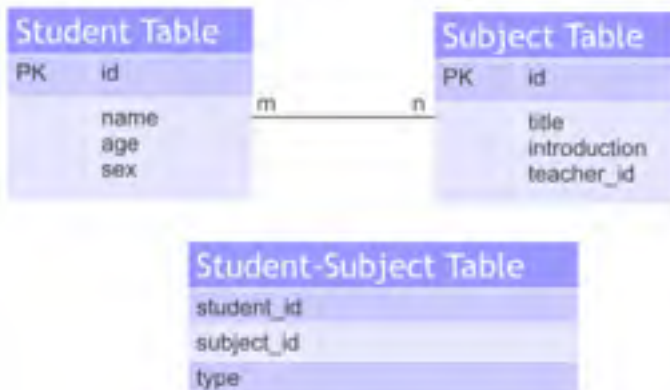 Student Table
PK id
name
age
sex
m n
Subject Table
PK id
title
introduction
teacher_id
Student-Subject Table
student_id
subject_id
type